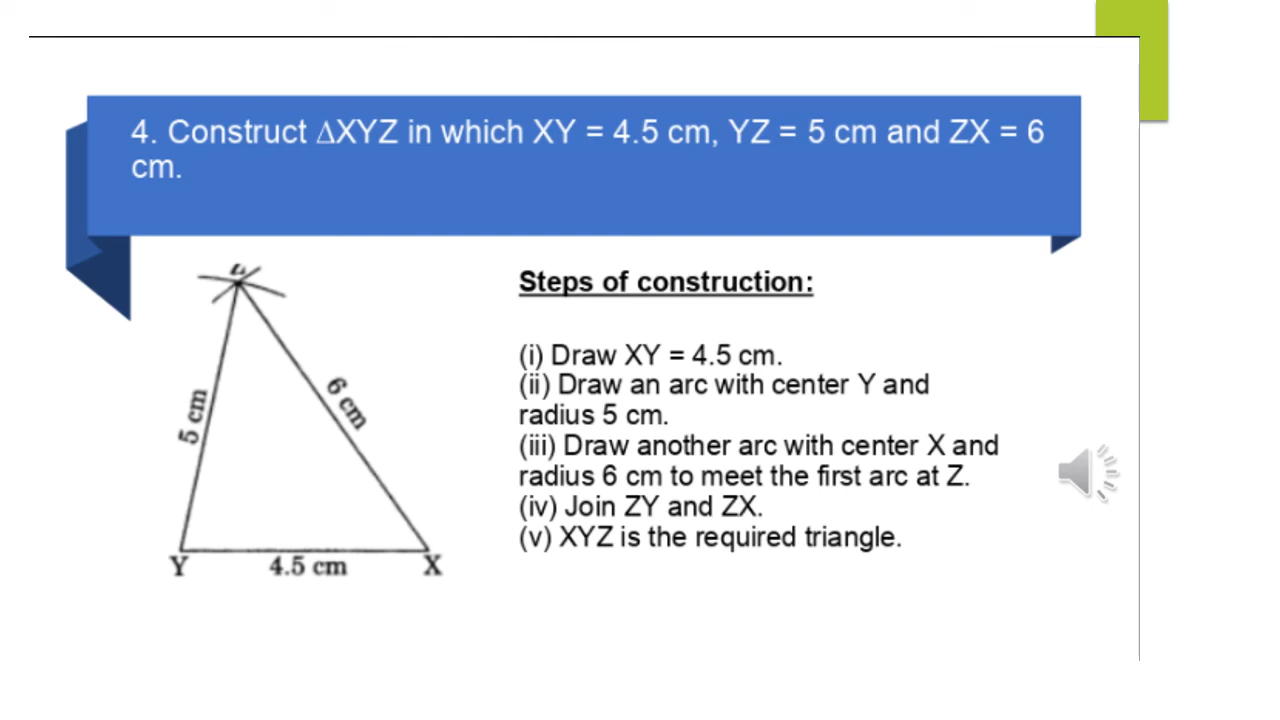 4. Construct ∆XYZ in which XY = 4.5 cm, YZ = 5 cm and ZX = 6
cm.
Steps of construction:
(i) Draw XY = 4.5 cm.
(ii) Draw an arc with center Y and
radius 5 cm.
(iii) Draw another arc with center X and
radius 6 cm to meet the first arc at Z.
(iv) Join ZY and ZX.
(v) XYZ is the required triangle.
5 cm
6 cm
Y
4.5 cm
X